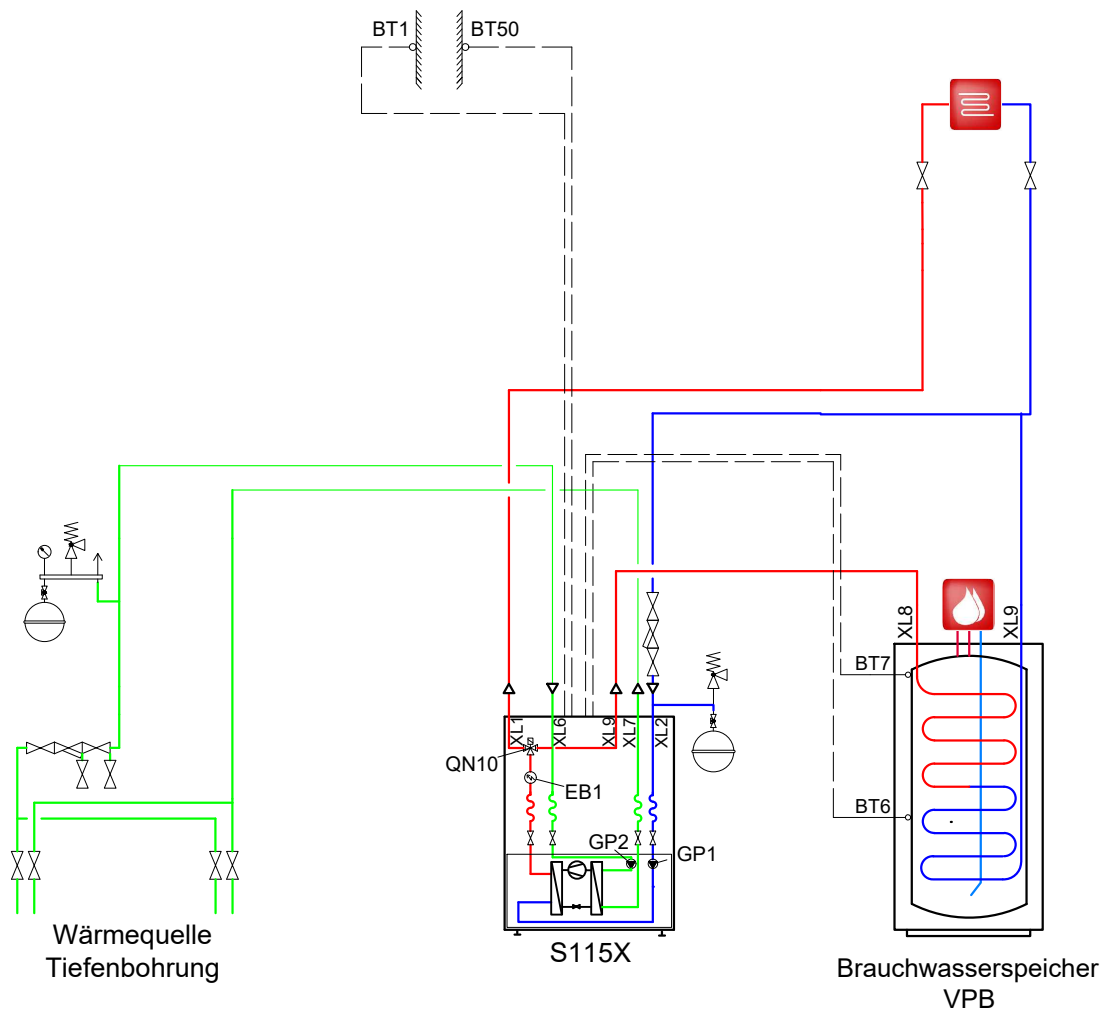 BT1
BT50
XL8
XL9
BT7
BT6
XL1
XL6
XL9
XL7
XL2
QN10
EB1
GP2
GP1
Wärmequelle
Tiefenbohrung
S115X
Brauchwasserspeicher
VPB